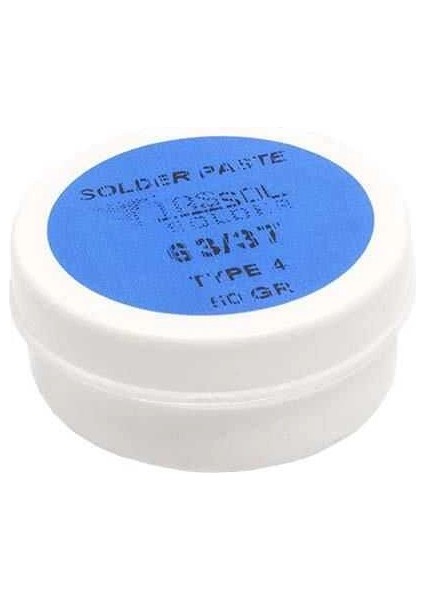 SOLDER PASTE
63/37
TYPE 4
50 GR